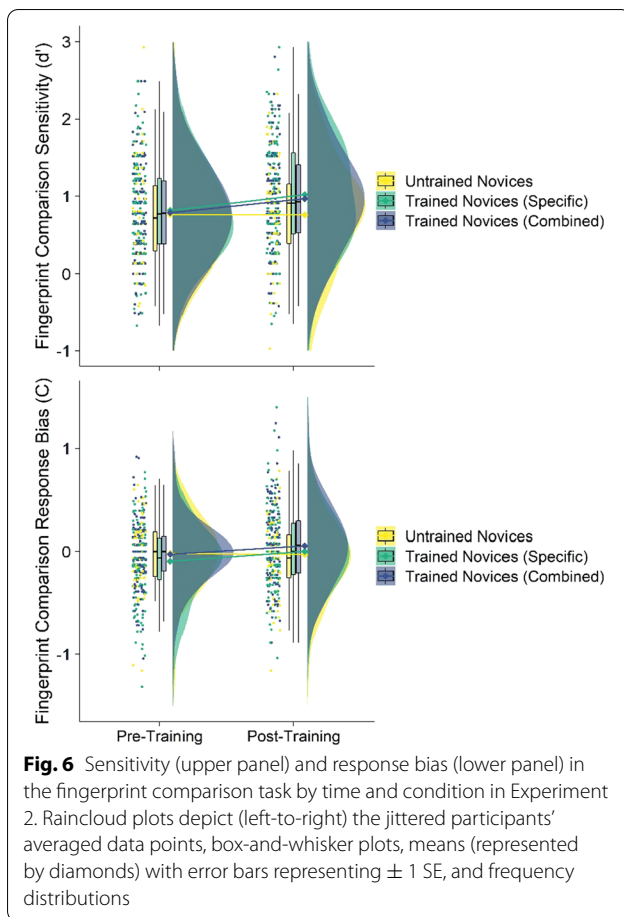 3
2
1
0
-1
Fingerprint Comparison Sensitivity (d')
Untrained Novices
Trained Novices (Specific)
Trained Novices (Combined)
1
0
-1
Fingerprint Comparison Response Bias (C)
Untrained Novices
Trained Novices (Specific)
Trained Novices (Combined)
Pre-Training Post-Training
Fig. 6 Sensitivity (upper panel) and response bias (lower panel) in
the fingerprint comparison task by time and condition in Experiment
2. Raincloud plots depict (left-to-right) the jittered participants’
averaged data points, box-and-whisker plots, means (represented
by diamonds) with error bars representing ± 1 SE, and frequency
distributions